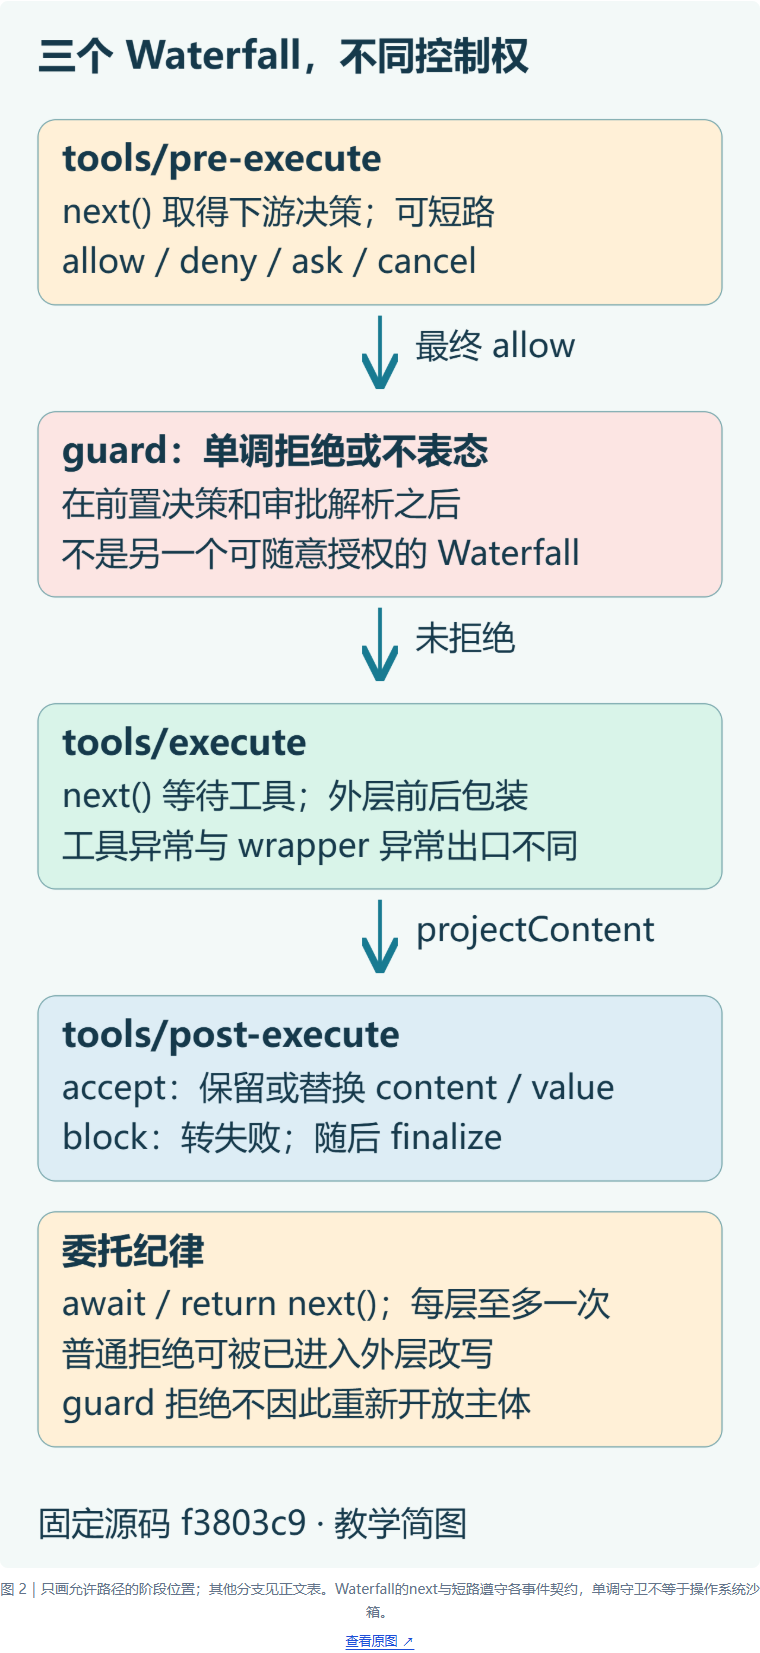 三个 Waterfall，不同控制权
tools/pre-execute
next() 取得下游决策；可短路
allow / deny / ask / cancel
最终 allow
guard：单调拒绝或不表态
在前置决策和审批解析之后
不是另一个可随意授权的 Waterfall
未拒绝
tools/execute
next() 等待工具；外层前后包装
工具异常与 wrapper 异常出口不同
projectContent
tools/post-execute
accept：保留或替换 content / value
block：转失败；随后 finalize
委托纪律
await / return next()；每层至多一次
普通拒绝可被已进入外层改写
guard 拒绝不因此重新开放主体
固定源码 f3803c9 · 教学简图
图 2｜只画允许路径的阶段位置；其他分支见正文表。Waterfall的next与短路遵守各事件契约，单调守卫不等于操作系统沙
箱。
查看原图 ↗